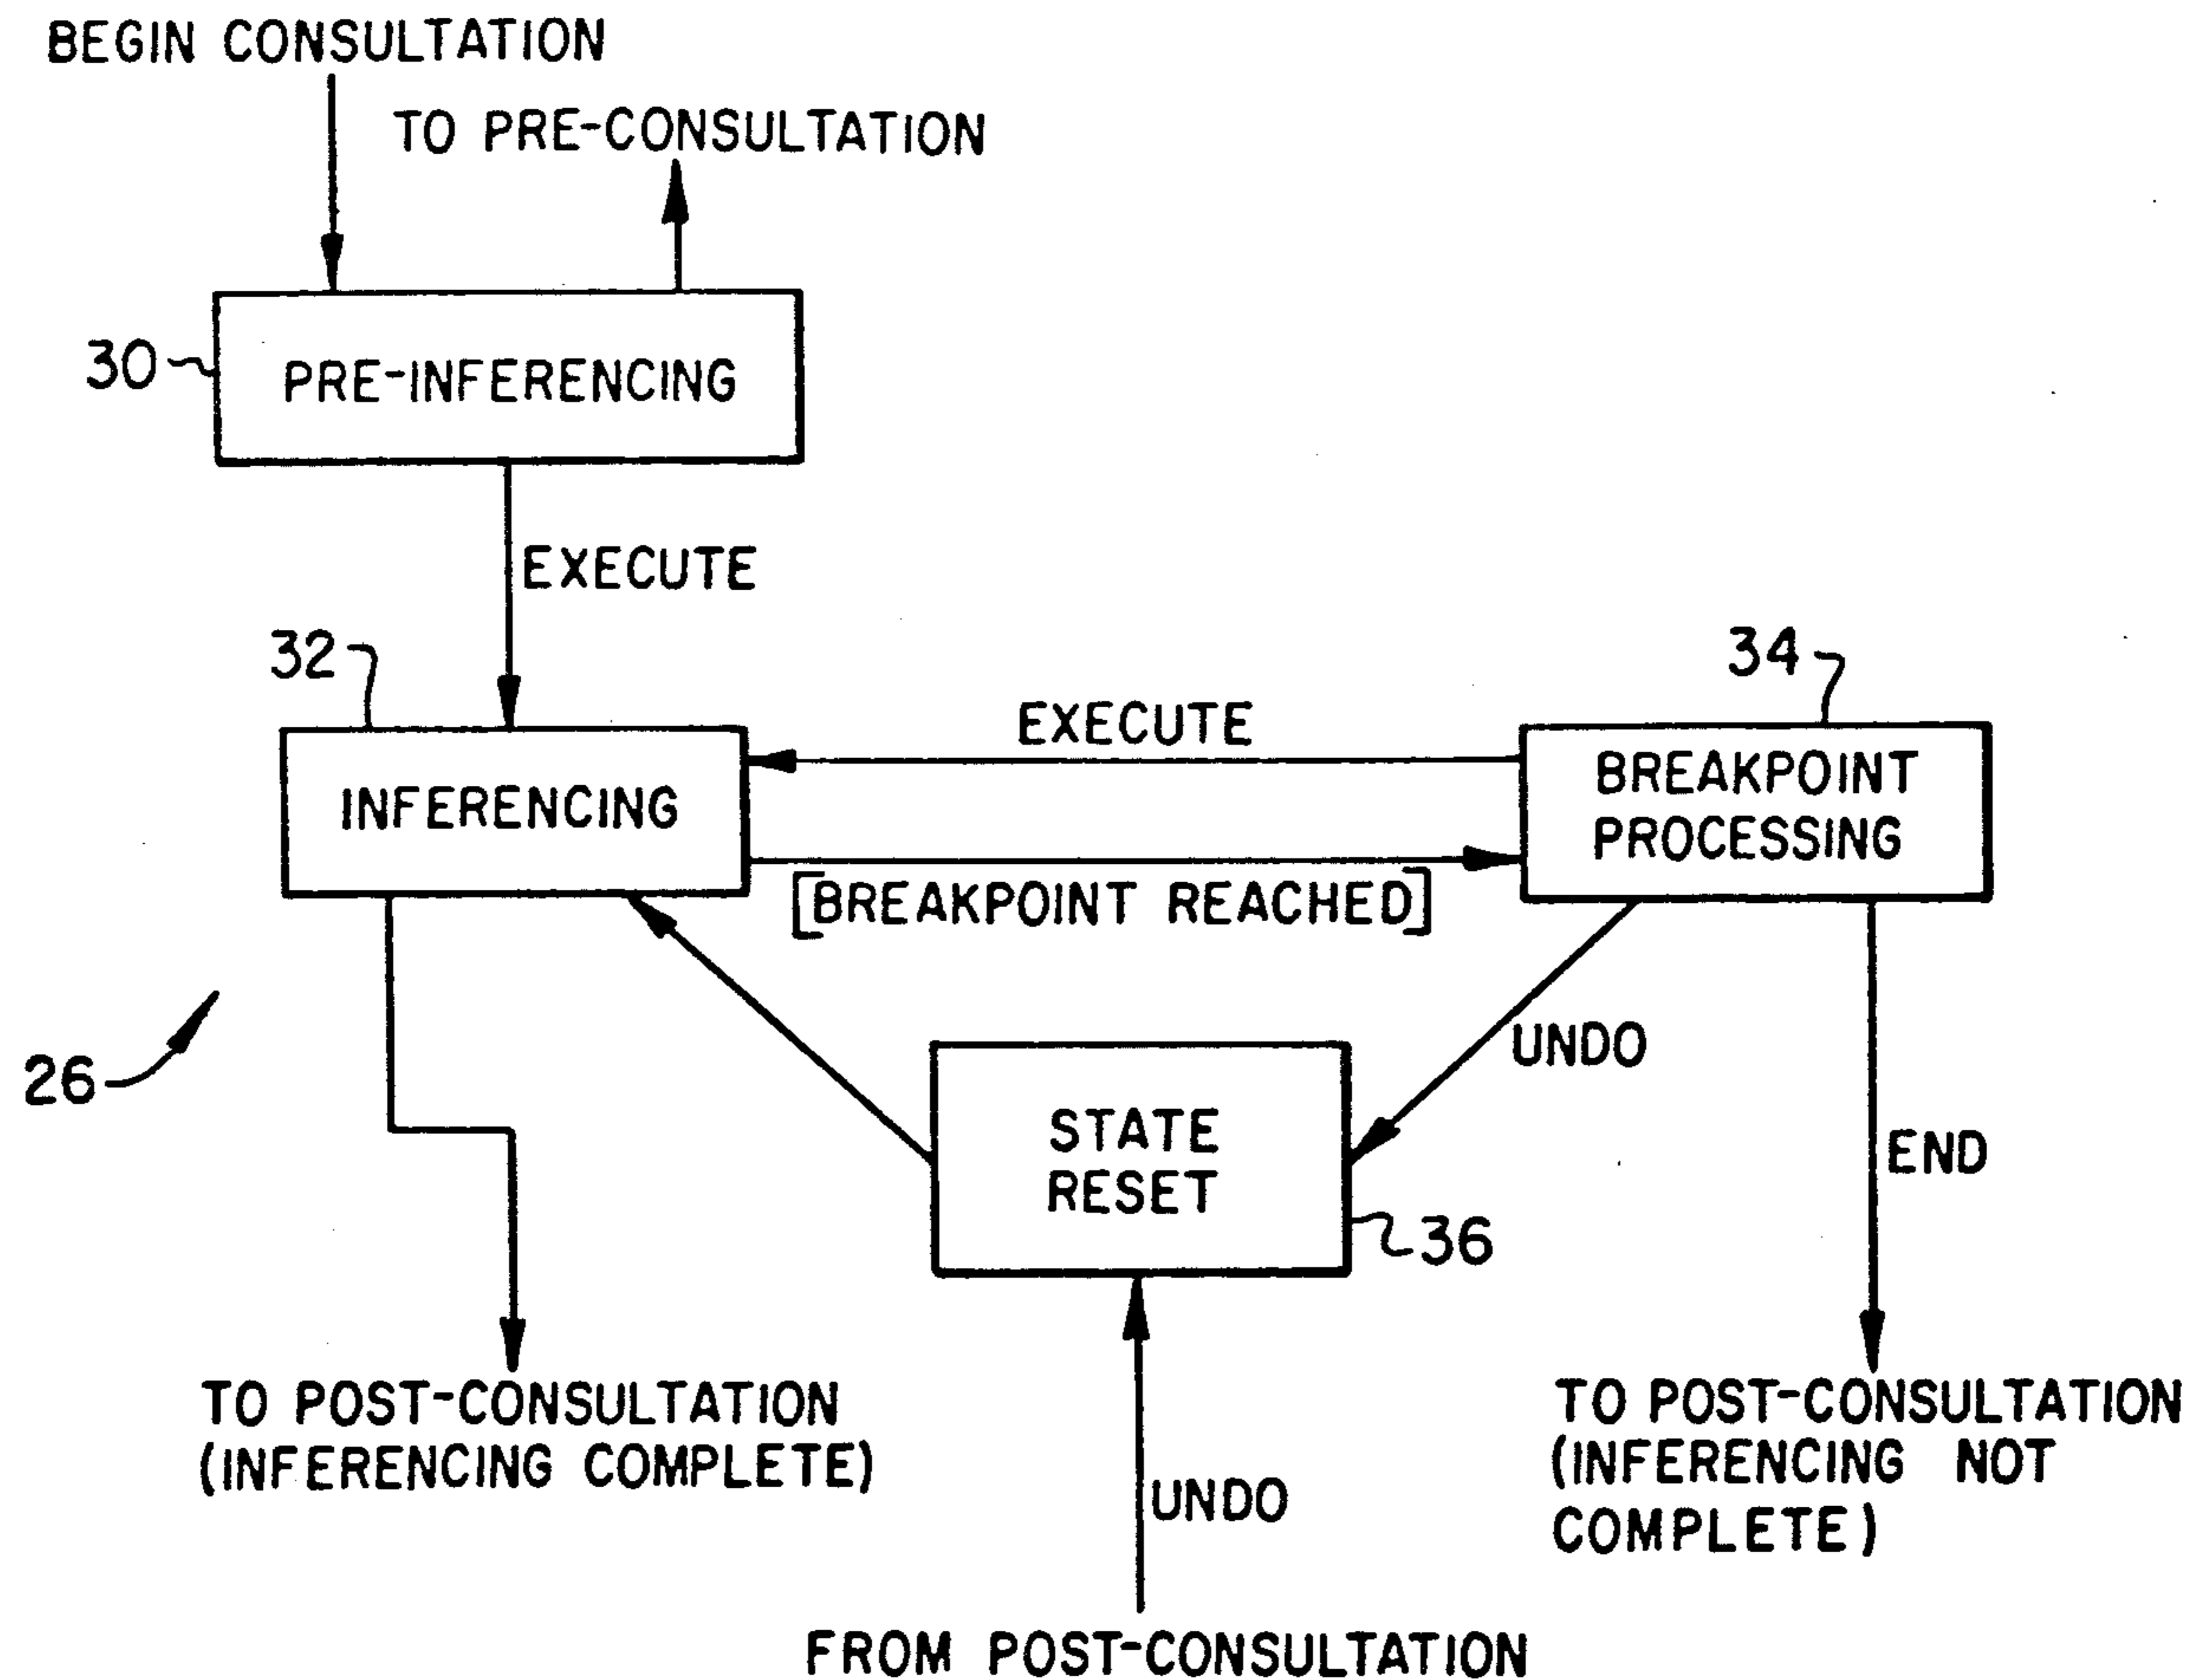 BEGIN CONSULTATION
TO PRE-CONSULTATION
30
PRE-INFERENCING
EXECUTE
32
34
EXECUTE
INFERENCING
BREAKPOINT
PROCESSING
[BREAKPOINT REACHED]
26
UNDO
STATE
RESET
END
36
TO POST-CONSULTATION
(INFERENCING COMPLETE)
TO POST-CONSULTATION
(INFERENCING NOT
COMPLETE)
UNDO
FROM POST-CONSULTATION